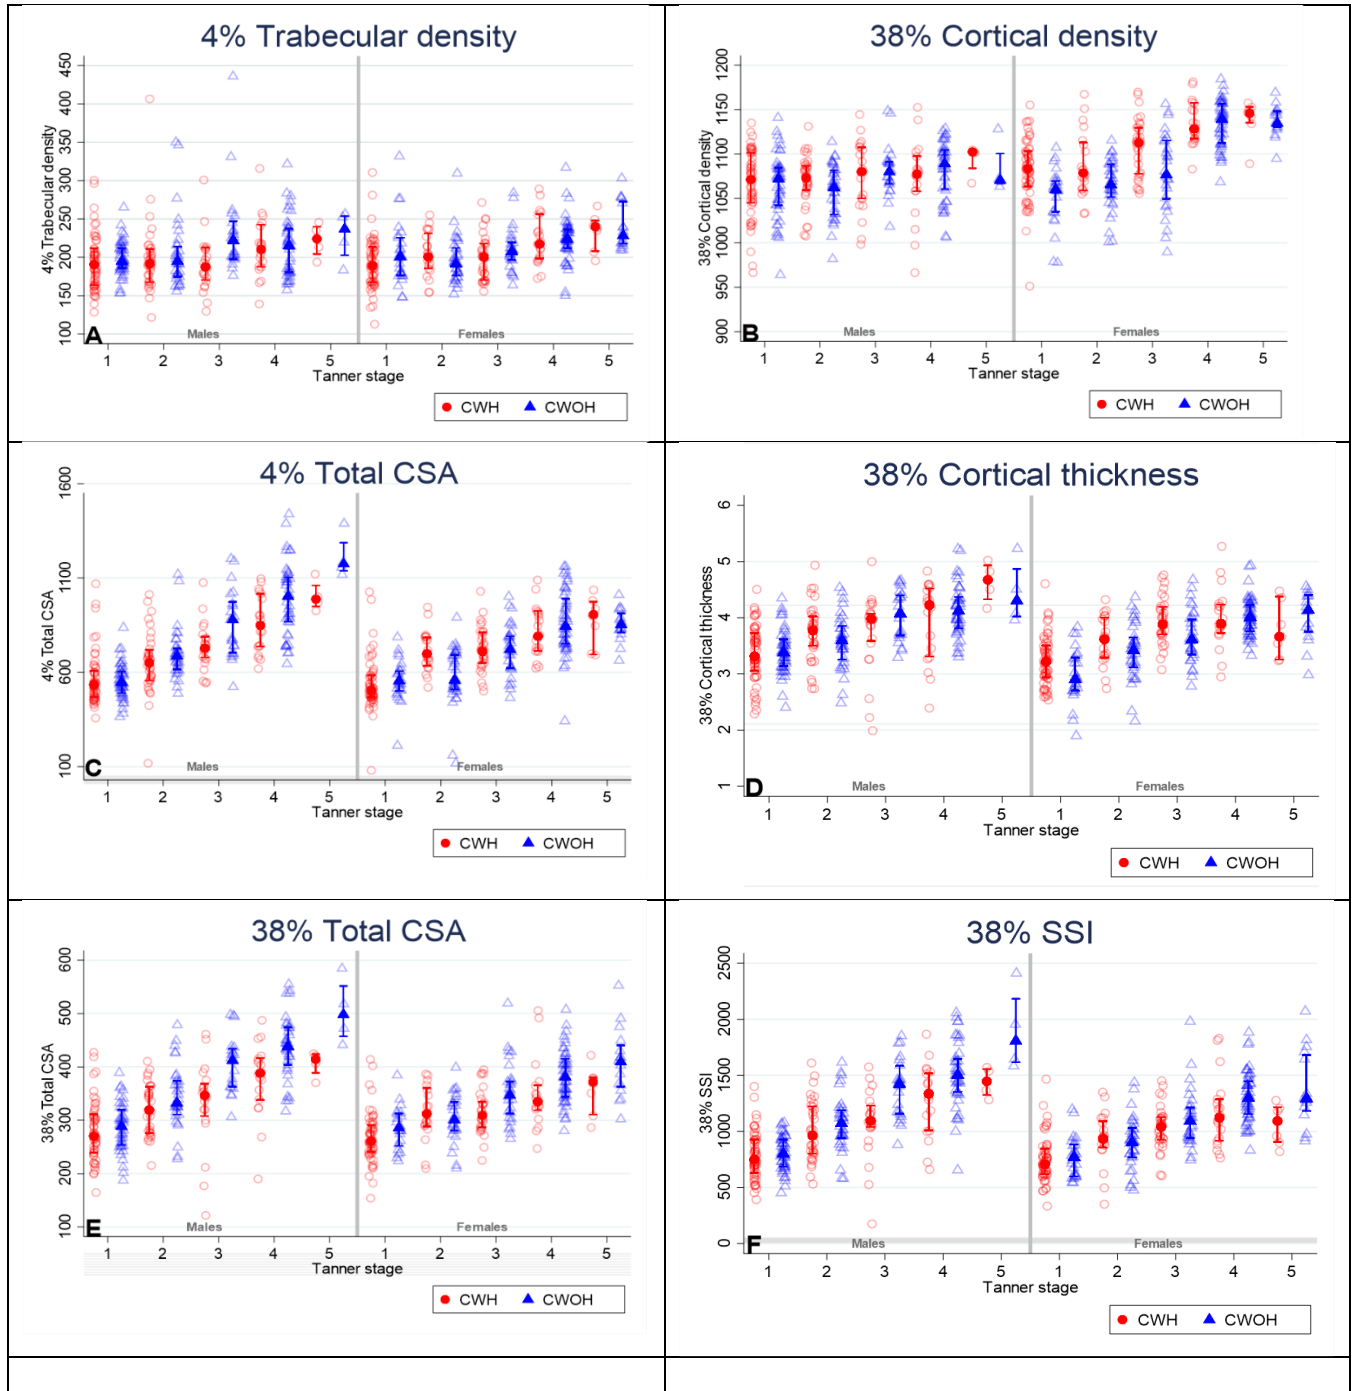 4% Trabecular density
450
400
350
300
250
200
150
100
4% Trabecular density
A
Males
Females
1 2 3 4 5 1 2 3 4 5
Tanner stage
CWH CWOH
38% Cortical density
1200
1150
1100
1050
1000
950
900
38% Cortical density
B
Males
Females
1 2 3 4 5 1 2 3 4 5
Tanner stage
CWH CWOH
4% Total CSA
1600
1100
600
100
4% Total CSA
C
Males
Females
1 2 3 4 5 1 2 3 4 5
Tanner stage
CWH CWOH
38% Cortical thickness
6
5
4
3
2
1
38% Cortical thickness
D
Males
Females
1 2 3 4 5 1 2 3 4 5
Tanner stage
CWH CWOH
38% Total CSA
600
500
400
300
200
100
38% Total CSA
E
Males
Females
1 2 3 4 5 1 2 3 4 5
Tanner stage
CWH CWOH
38% SSI
2500
2000
1500
1000
500
0
38% SSI
F
Males
Females
1 2 3 4 5 1 2 3 4 5
Tanner stage
CWH CWOH